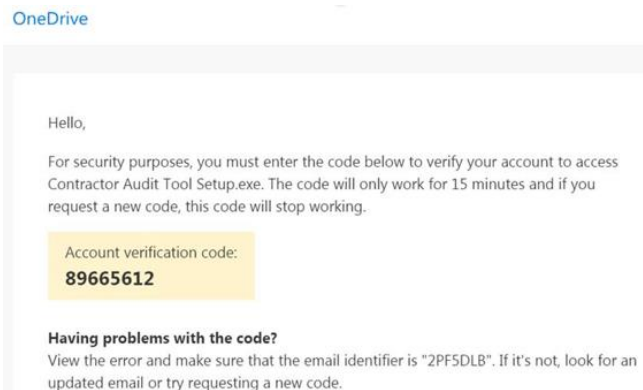 OneDrive
Hello,
For security purposes, you must enter the code below to verify your account to access
Contractor Audit Tool Setup.exe. The code will only work for 15 minutes and if you
request a new code, this code will stop working.
Account verification code:
89665612
Having problems with the code?
View the error and make sure that the email identifier is "2PF5DLB". If it's not, look for an
updated email or try requesting a new code.